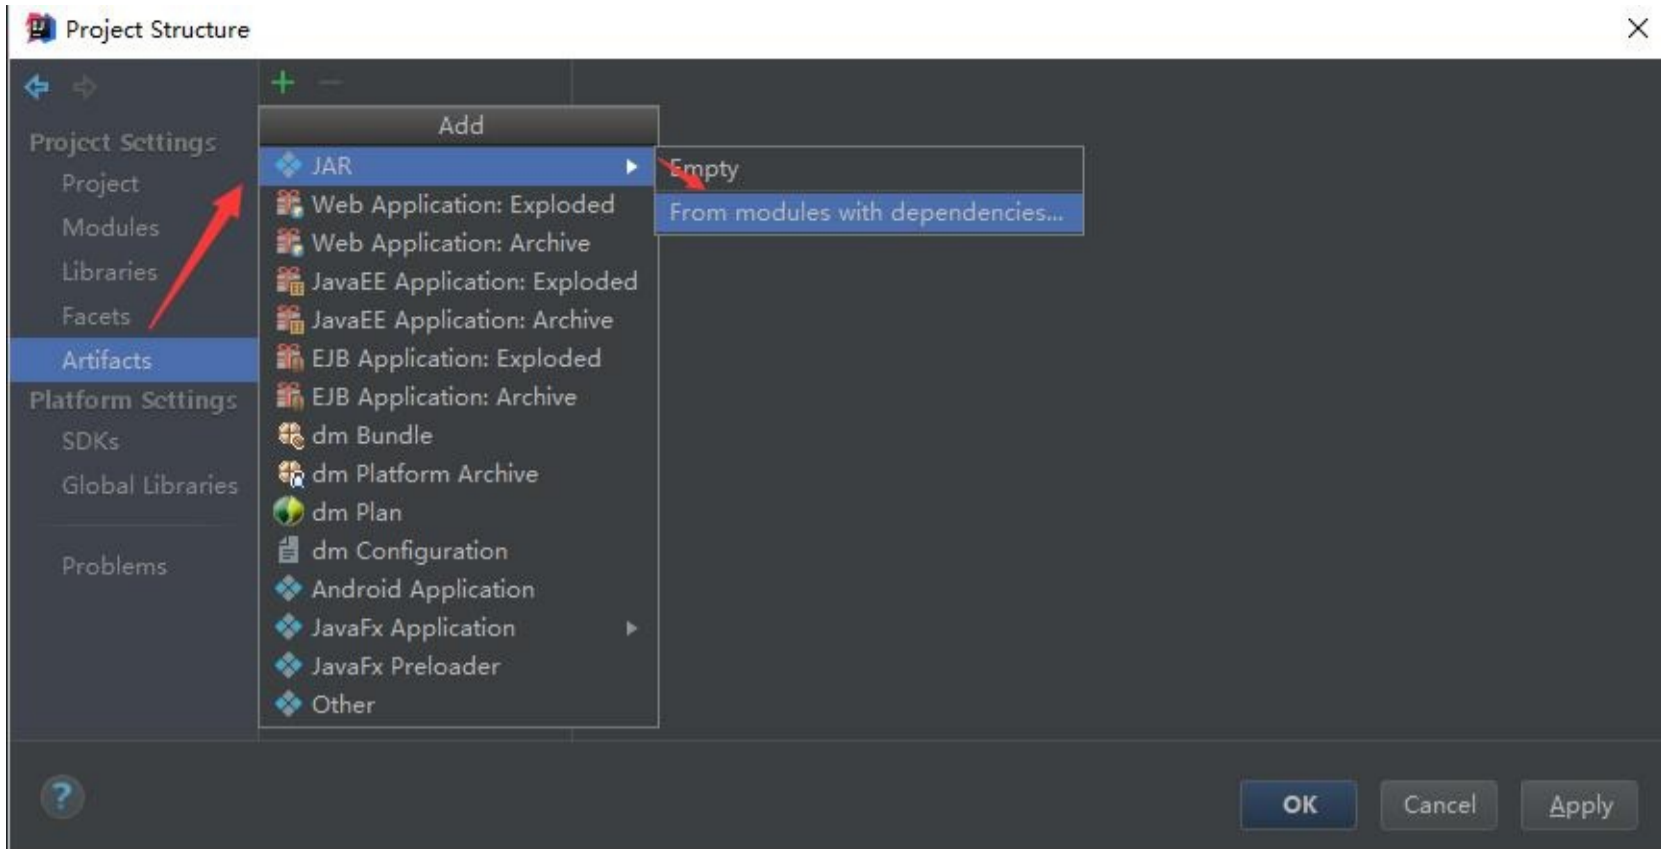 Project Structure
Project Settings
Project
Modules
Libraries
Facets
Artifacts
Platform Settings
SDKs
Global Libraries
Problems
Add
JAR
Web Application: Exploded
Web Application: Archive
JavaEE Application: Exploded
JavaEE Application: Archive
EJB Application: Exploded
EJB Application: Archive
dm Bundle
dm Platform Archive
dm Plan
dm Configuration
Android Application
JavaFx Application
JavaFx Preloader
Other
Empty
From modules with dependencies...
?
OK
Cancel
Apply